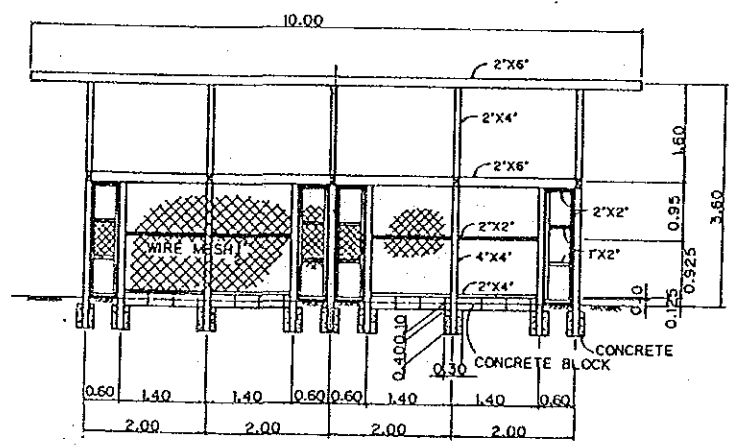 10.00
2"X6"
2"X4"
1.60
2"X6"
3.60
0.95
2"X2"
2"X2"
WIRE MESH
4"X4"
1"X2"
0.925
2"X4"
0.40
0.125
0.40 0.10
CONCRETE
CONCRETE BLOCK
0.30
0.60 1.40 1.40 0.60 0.60 1.40 1.40 0.60
2.00 2.00 2.00 2.00